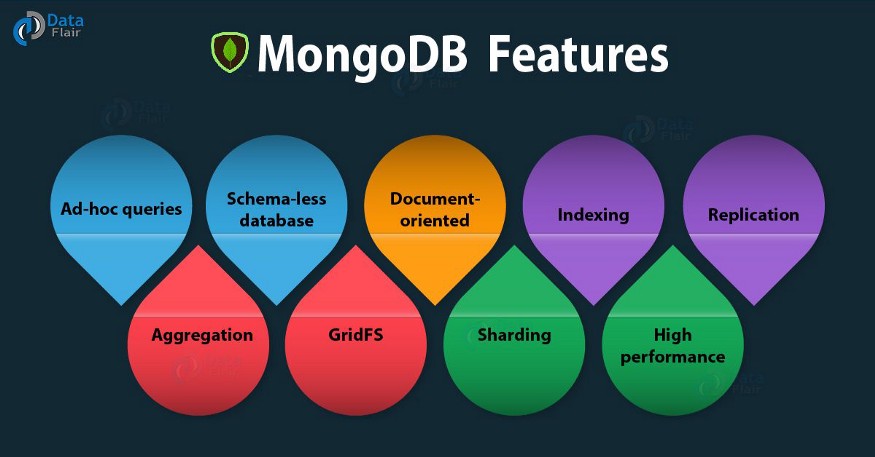 Data
Flair
MongoDB Features
Ad-hoc queries
Schema-less
database
Document-
oriented
Indexing
Replication
Aggregation
GridFS
Sharding
High
performance